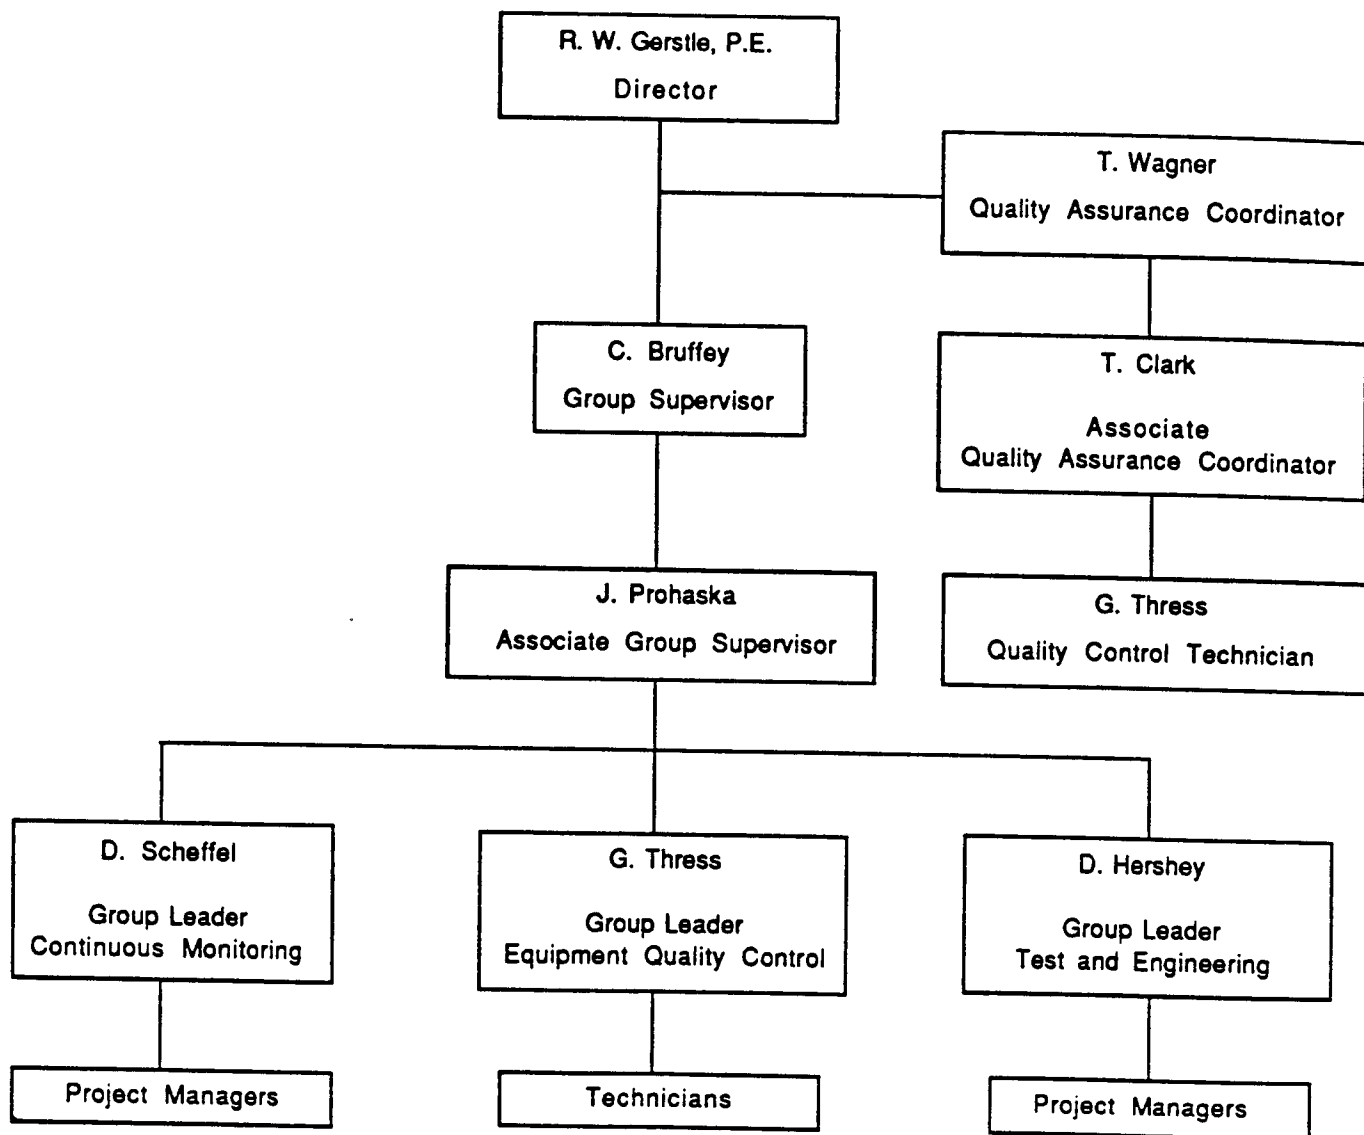 R. W. Gerstle, P.E.
Director
T. Wagner
Quality Assurance Coordinator
C. Bruffey
Group Supervisor
T. Clark
Associate
Quality Assurance Coordinator
J. Prohaska
Associate Group Supervisor
G. Thress
Quality Control Technician
D. Scheffel
Group Leader
Continuous Monitoring
G. Thress
Group Leader
Equipment Quality Control
D. Hershey
Group Leader
Test and Engineering
Project Managers
Technicians
Project Managers